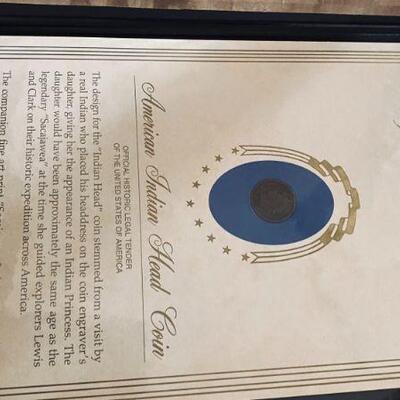 American Indian Head Coin
OFFICIAL HISTORIC LEGAL TENDER
OF THE UNITED STATES OF AMERICA
The design for the "Indian Head" coin stemmed from a visit by
a real Indian who placed his headdress on the coin engraver's
daughter, giving her the appearance of an Indian Princess. The
daughter would have been approximately the same age as the
legendary "Sacajawea" at the time she guided explorers Lewis
and Clark on their historic expedition across America.
The companion fine art print